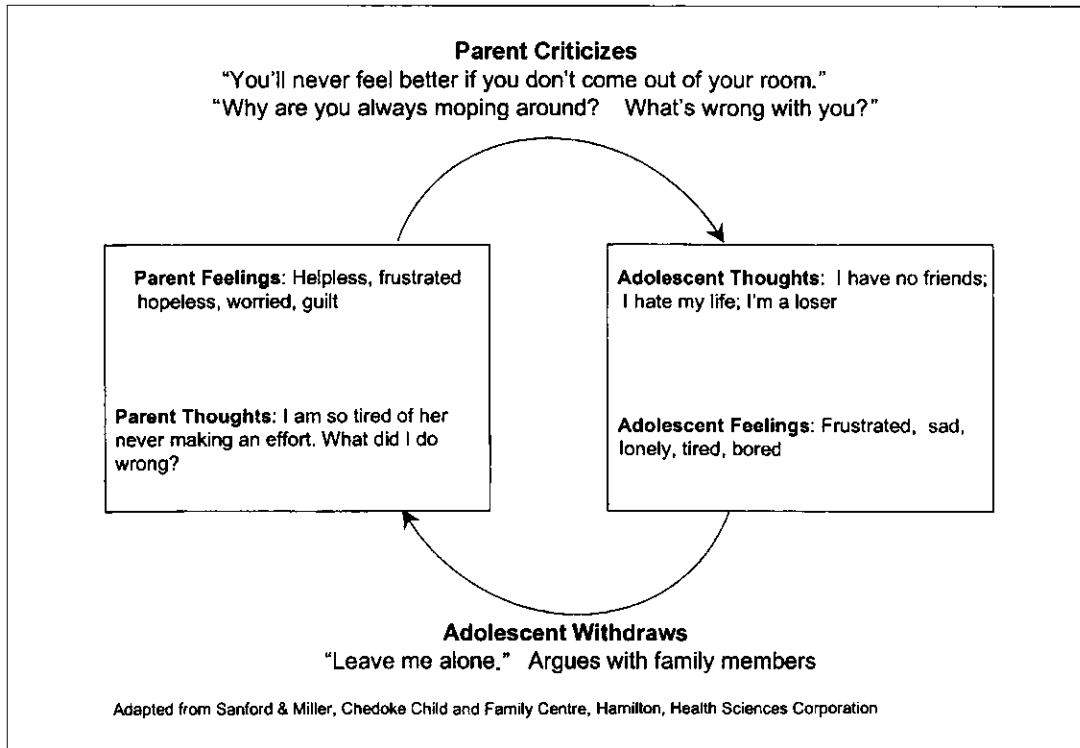 Parent Criticizes
“You'll never feel better if you don't come out of your room.”
“Why are you always moping around? What's wrong with you?”
Parent Feelings: Helpless, frustrated
hopeless, worried, guilt
Parent Thoughts: I am so tired of her
never making an effort. What did I do
wrong?
Adolescent Thoughts: I have no friends;
I hate my life; I'm a loser
Adolescent Feelings: Frustrated, sad,
lonely, tired, bored
Adolescent Withdraws
“Leave me alone.” Argues with family members
Adapted from Sanford & Miller, Chedoke Child and Family Centre, Hamilton, Health Sciences Corporation